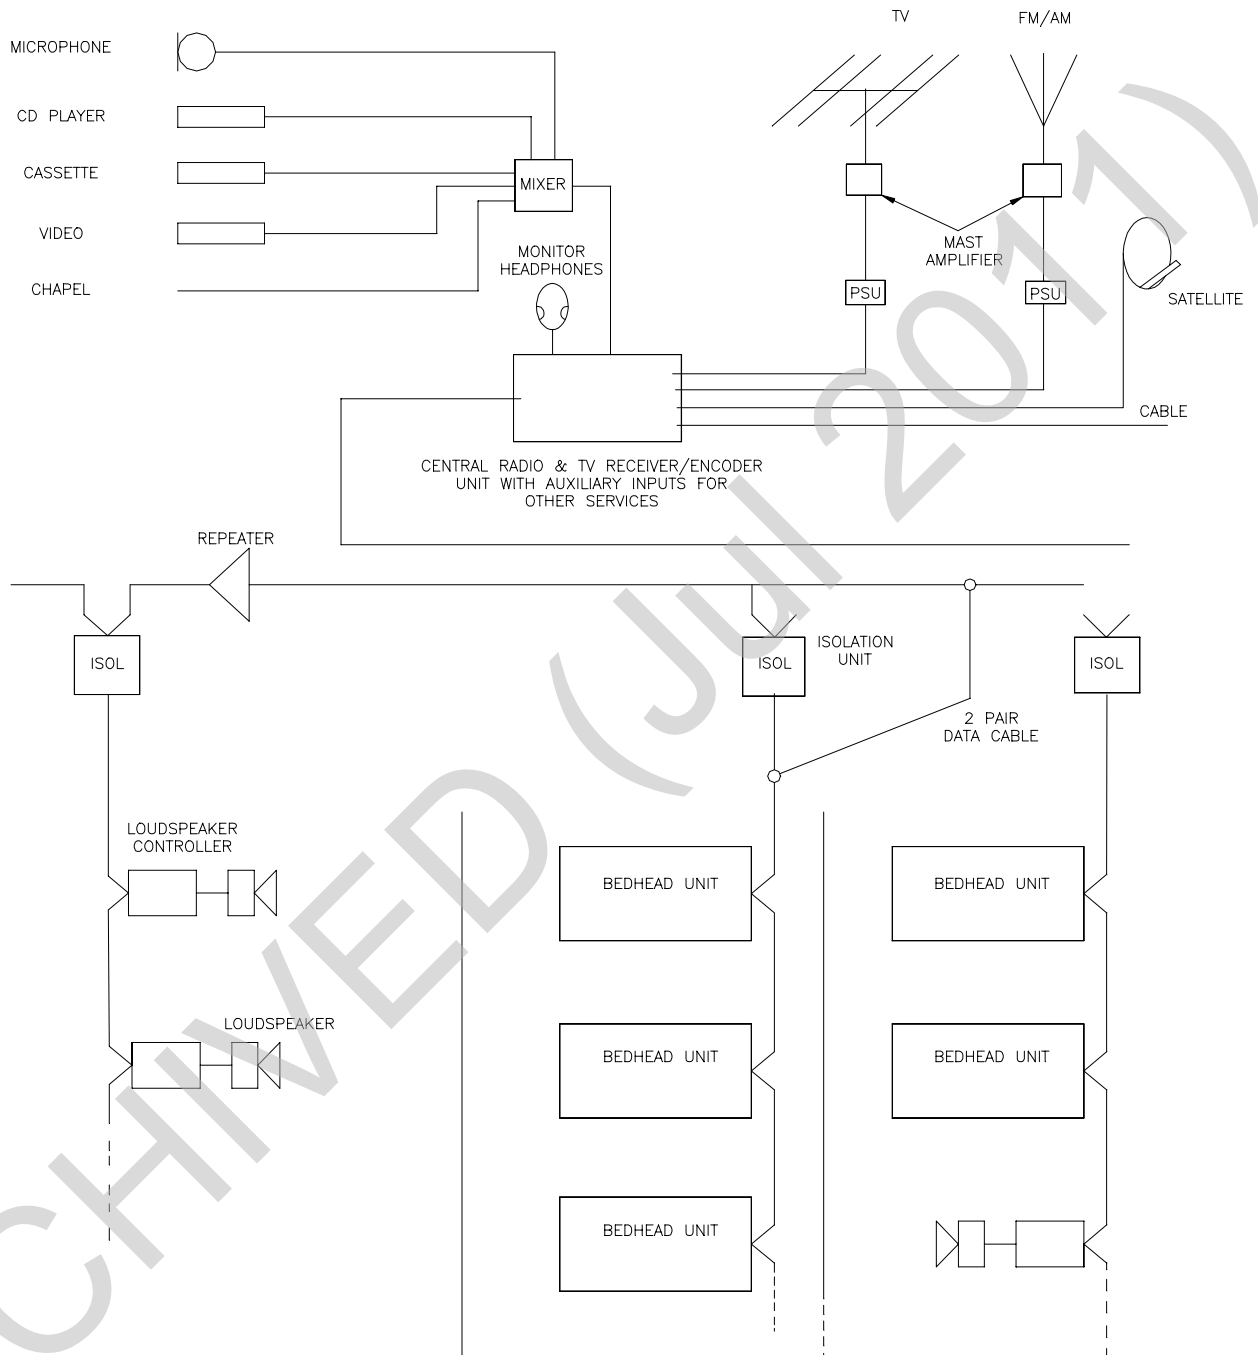 TV
FM/AM
MICROPHONE
CD PLAYER
CASSETTE
MIXER
VIDEO
MONITOR
HEADPHONES
MAST
AMPLIFIER
CHAPEL
PSU
PSU
SATELLITE
CABLE
CENTRAL RADIO & TV RECEIVER/ENCODER
UNIT WITH AUXILIARY INPUTS FOR
OTHER SERVICES
REPEATER
ISOL
ISOL
ISOLATION
UNIT
ISOL
2 PAIR
DATA CABLE
LOUDSPEAKER
CONTROLLER
BEDHEAD UNIT
BEDHEAD UNIT
LOUDSPEAKER
BEDHEAD UNIT
BEDHEAD UNIT
BEDHEAD UNIT
CHIVED (Jul 2011)